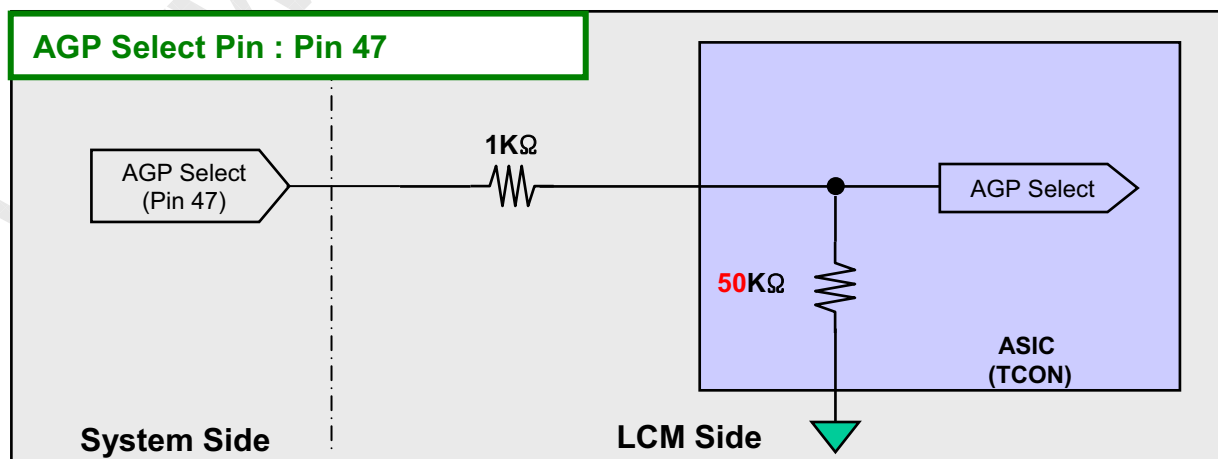 AGP Select Pin : Pin 47
1KΩ
AGP Select
(Pin 47)
AGP Select
50KΩ
ASIC
(TCON)
System Side
LCM Side